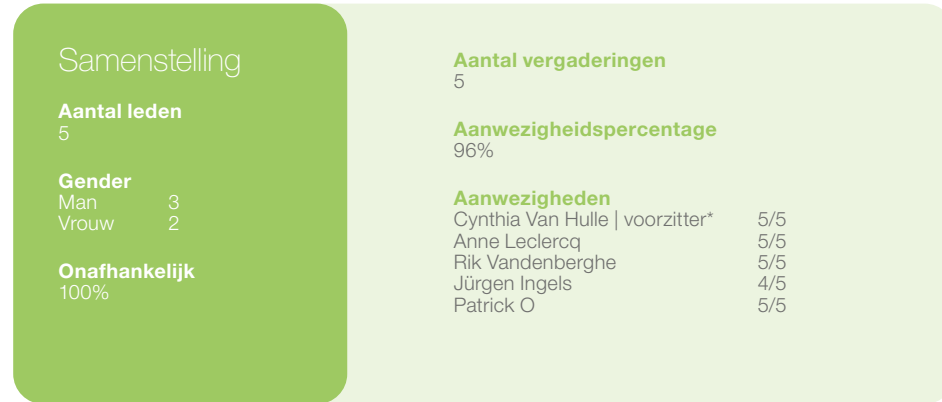 Samenstelling
Aantal leden
5
Gender
Man 3
Vrouw 2
Onafhankelijk
100%
Aantal vergaderingen
5
Aanwezigheidspercentage
96%
Aanwezigheden
Cynthia Van Hulle | voorzitter* 5/5
Anne Leclercq 5/5
Rik Vandenberghe 5/5
Jürgen Ingels 4/5
Patrick O 5/5